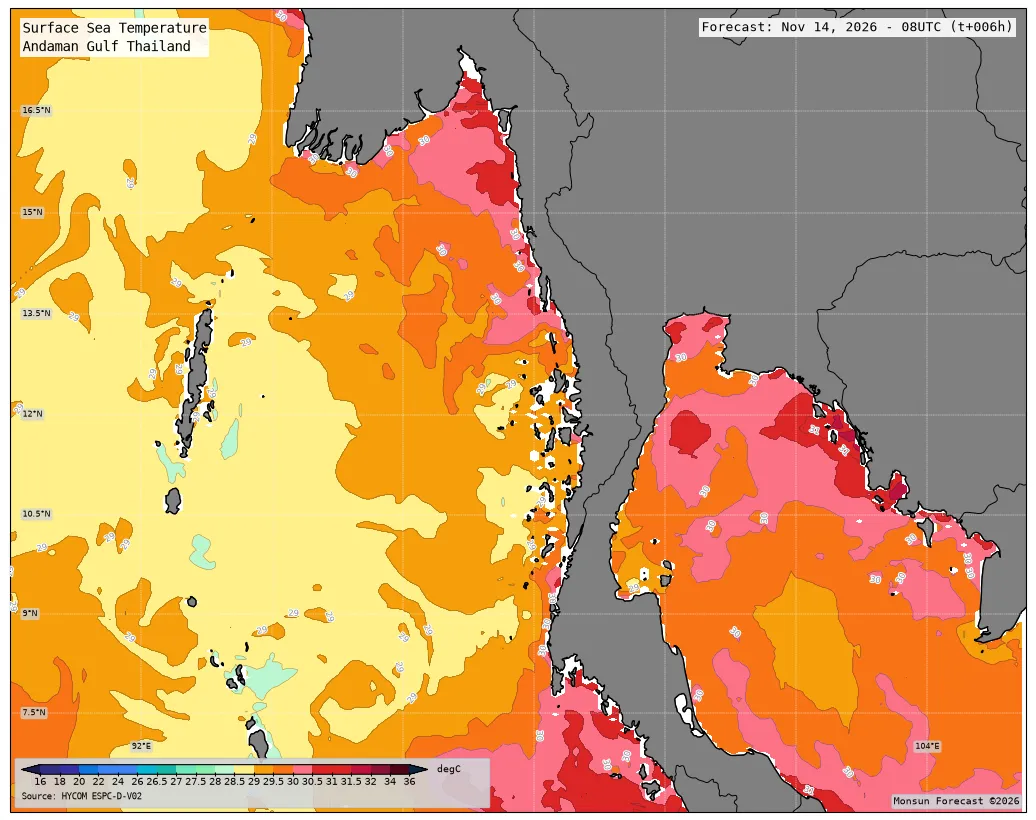 Surface Sea Temperature
Andaman Gulf Thailand
Forecast: Nov 14, 2026 - 08UTC (t+006h)
16.5°N
15°N
13.5°N
12°N
10.5°N
9°N
7.5°N
92°E
104°E
degC
16 18 20 22 24 26 26.5 27 27.5 28 28.5 29 29.5 30 30.5 31 31.5 32 32.5 34 36
Source: HYCOM ESPC-D-V02
Monsun Forecast ©2026